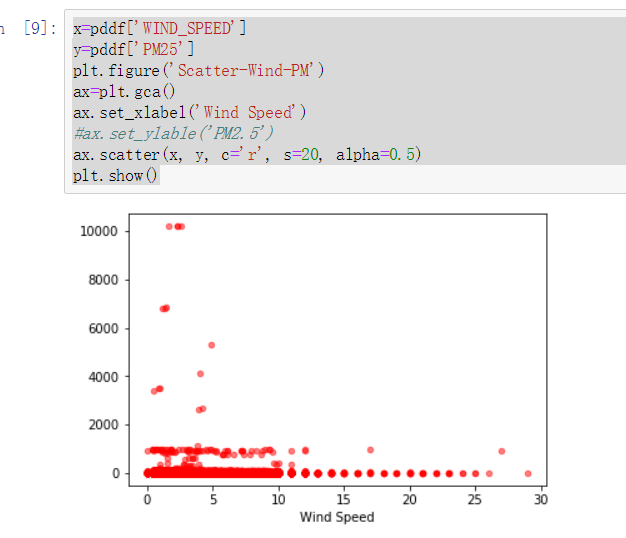 n [9]:
x=pddf['WIND_SPEED']
y=pddf['PM25']
plt.figure('Scatter-Wind-PM')
ax=plt.gca()
ax.set_xlabel('Wind Speed')
#ax.set_ylable('PM2.5')
ax.scatter(x, y, c='r', s=20, alpha=0.5)
plt.show()
10000
8000
6000
4000
2000
0
0 5 10 15 20 25 30
Wind Speed